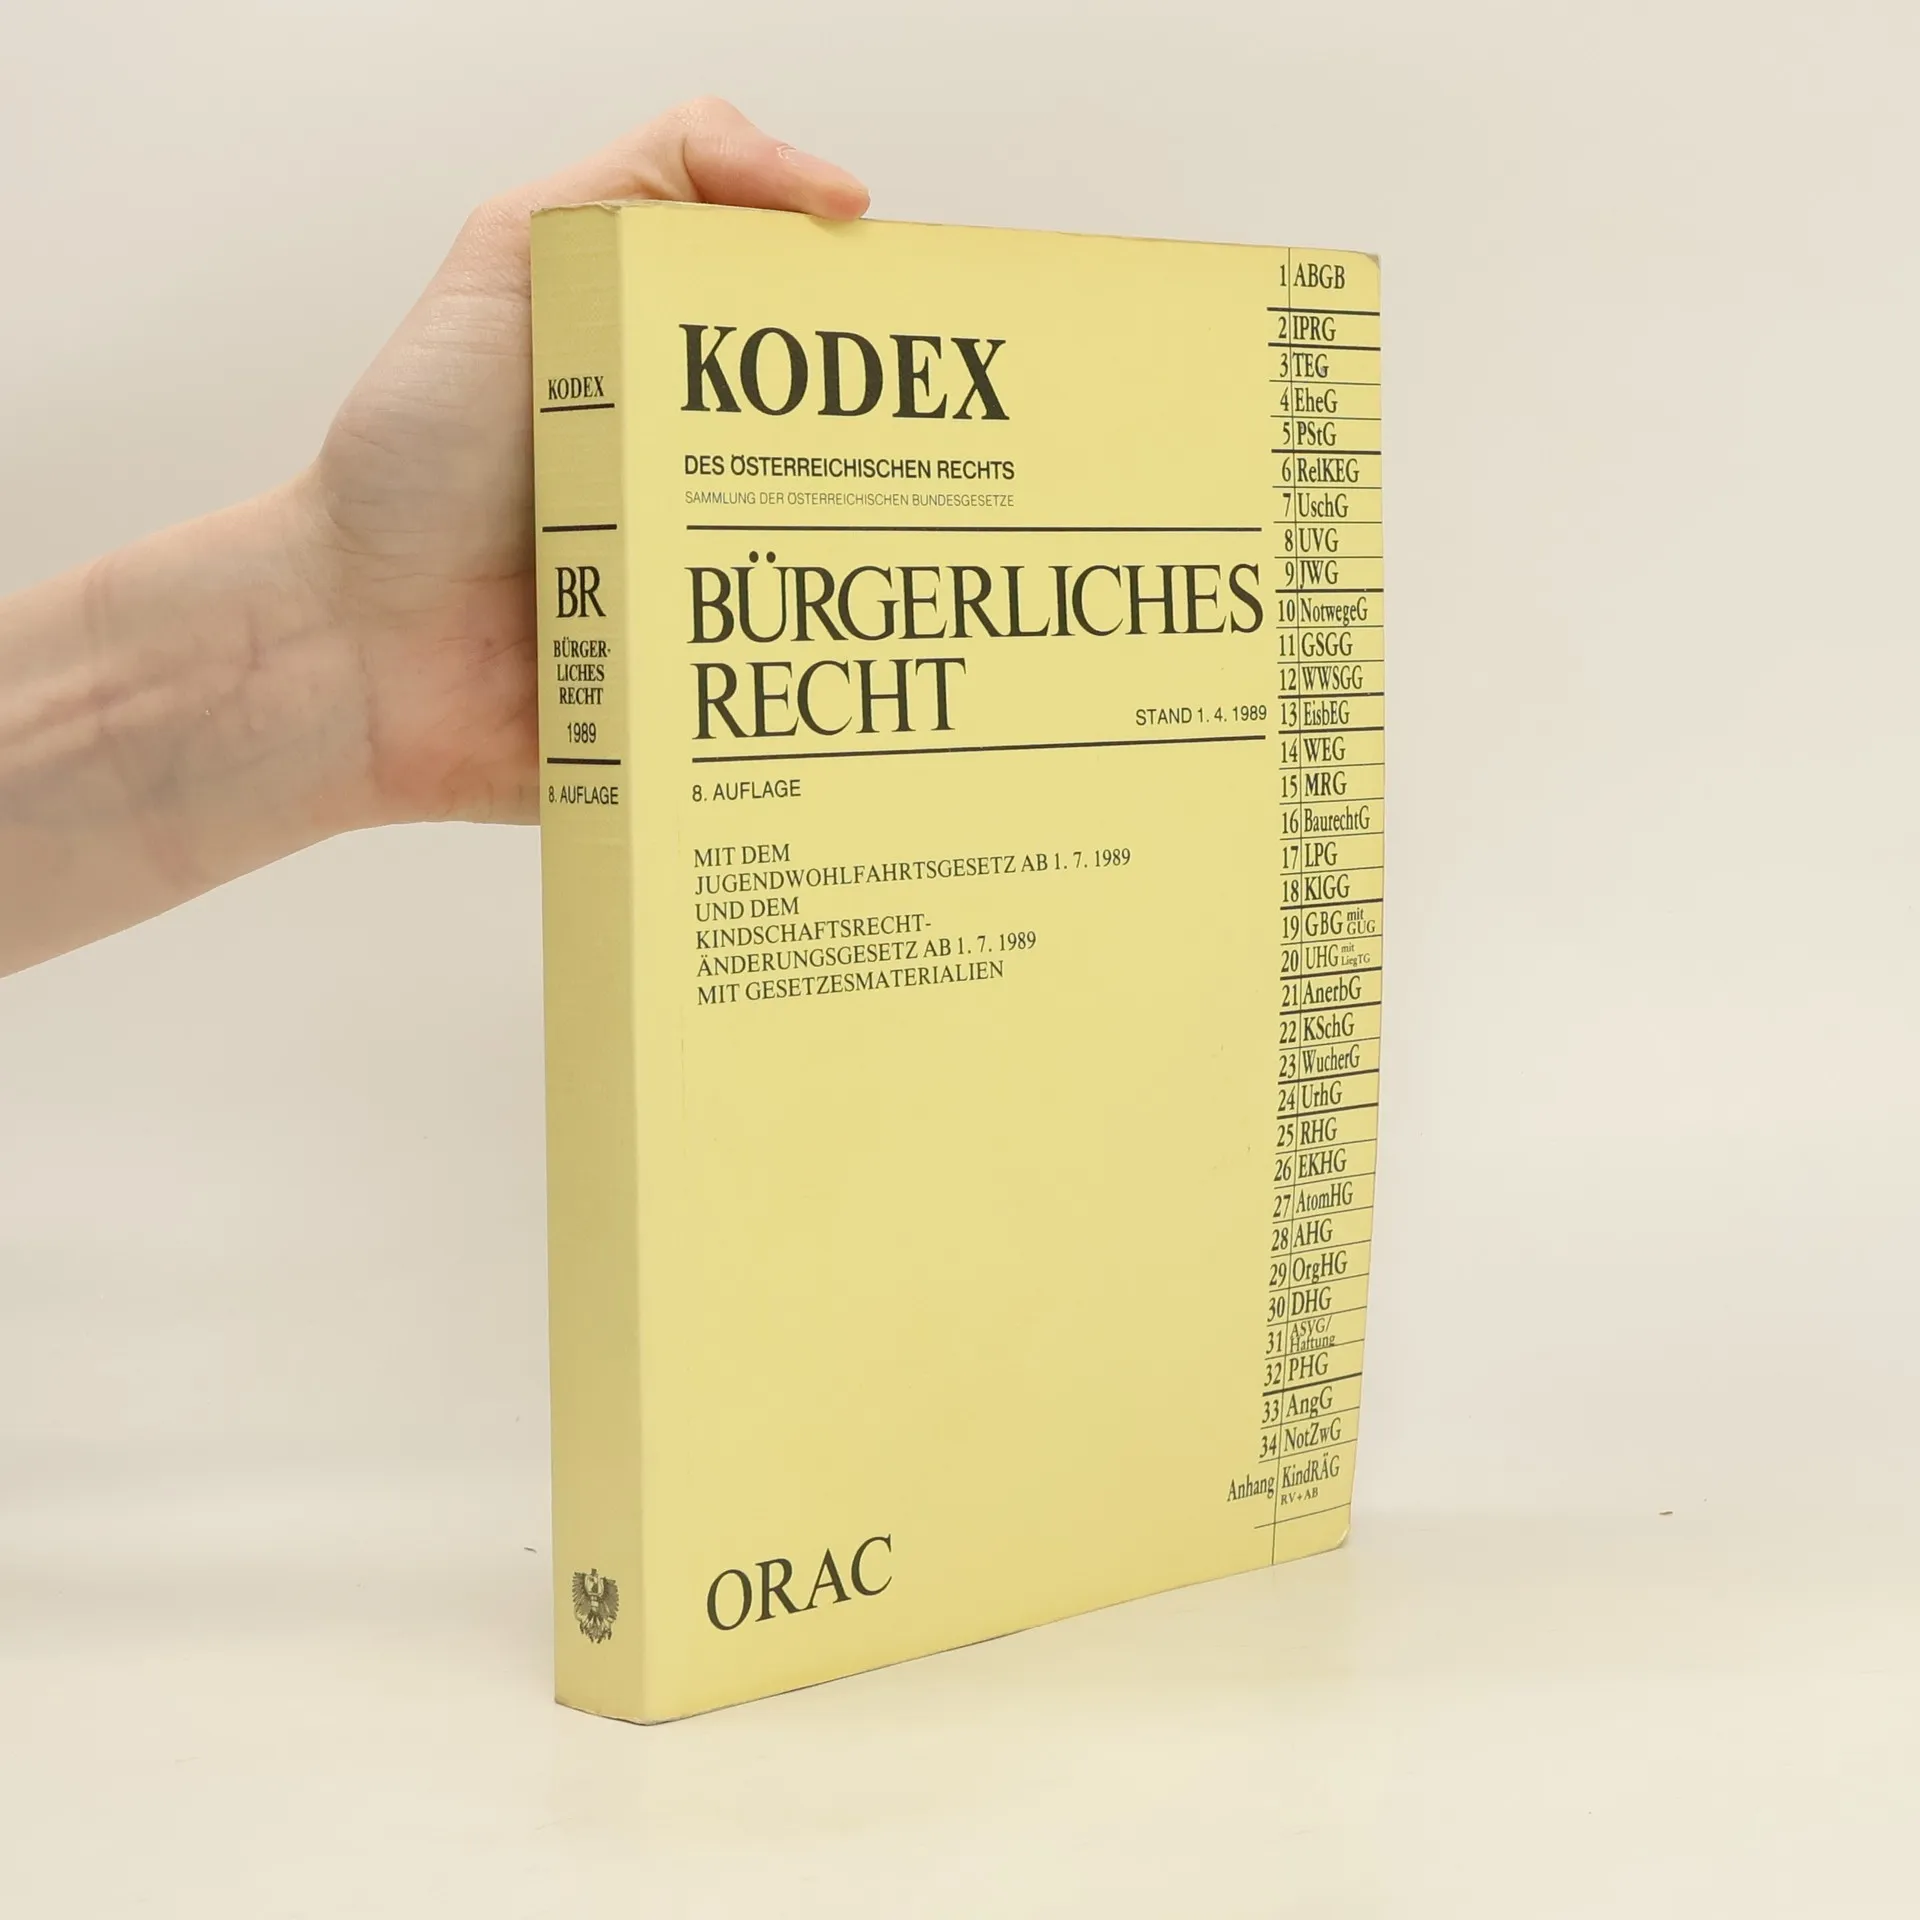 KODEX
BR
BÜRGER-
LICHES
RECHT
1989
8. AUFLAGE
KODEX
DES ÖSTERREICHISCHEN RECHTS
SAMMLUNG DER ÖSTERREICHISCHEN BUNDESGESETZE
BÜRGERLICHES
RECHT
STAND 1. 4. 1989
8. AUFLAGE
MIT DEM
JUGENDWOHLFAHRTSGESETZ AB 1. 7. 1989
UND DEM
KINDSCHAFTSRECHT-
ÄNDERUNGSGESETZ AB 1. 7. 1989
MIT GESETZESMATERIALIEN
ORAC
1 ABGB
2 IPRG
3 TEG
4 EheG
5 PStG
6 RelKEG
7 UschG
8 UVG
9 JWG
10 NotwegeG
11 GSGG
12 WWSGG
13 EisbEG
14 WEG
15 MRG
16 BaurechtG
17 LPG
18 KlGG
19 GBG mit GUG
20 UHG mit LiegTG
21 AnerbG
22 KSchG
23 WucherG
24 UrhG
25 RHG
26 EKHG
27 AtomHG
28 AHG
29 OrgHG
30 DHG
31 ASVG/ Haftung
32 PHG
33 AngG
34 NotZwG
Anhang KindRÄG
RV+AB